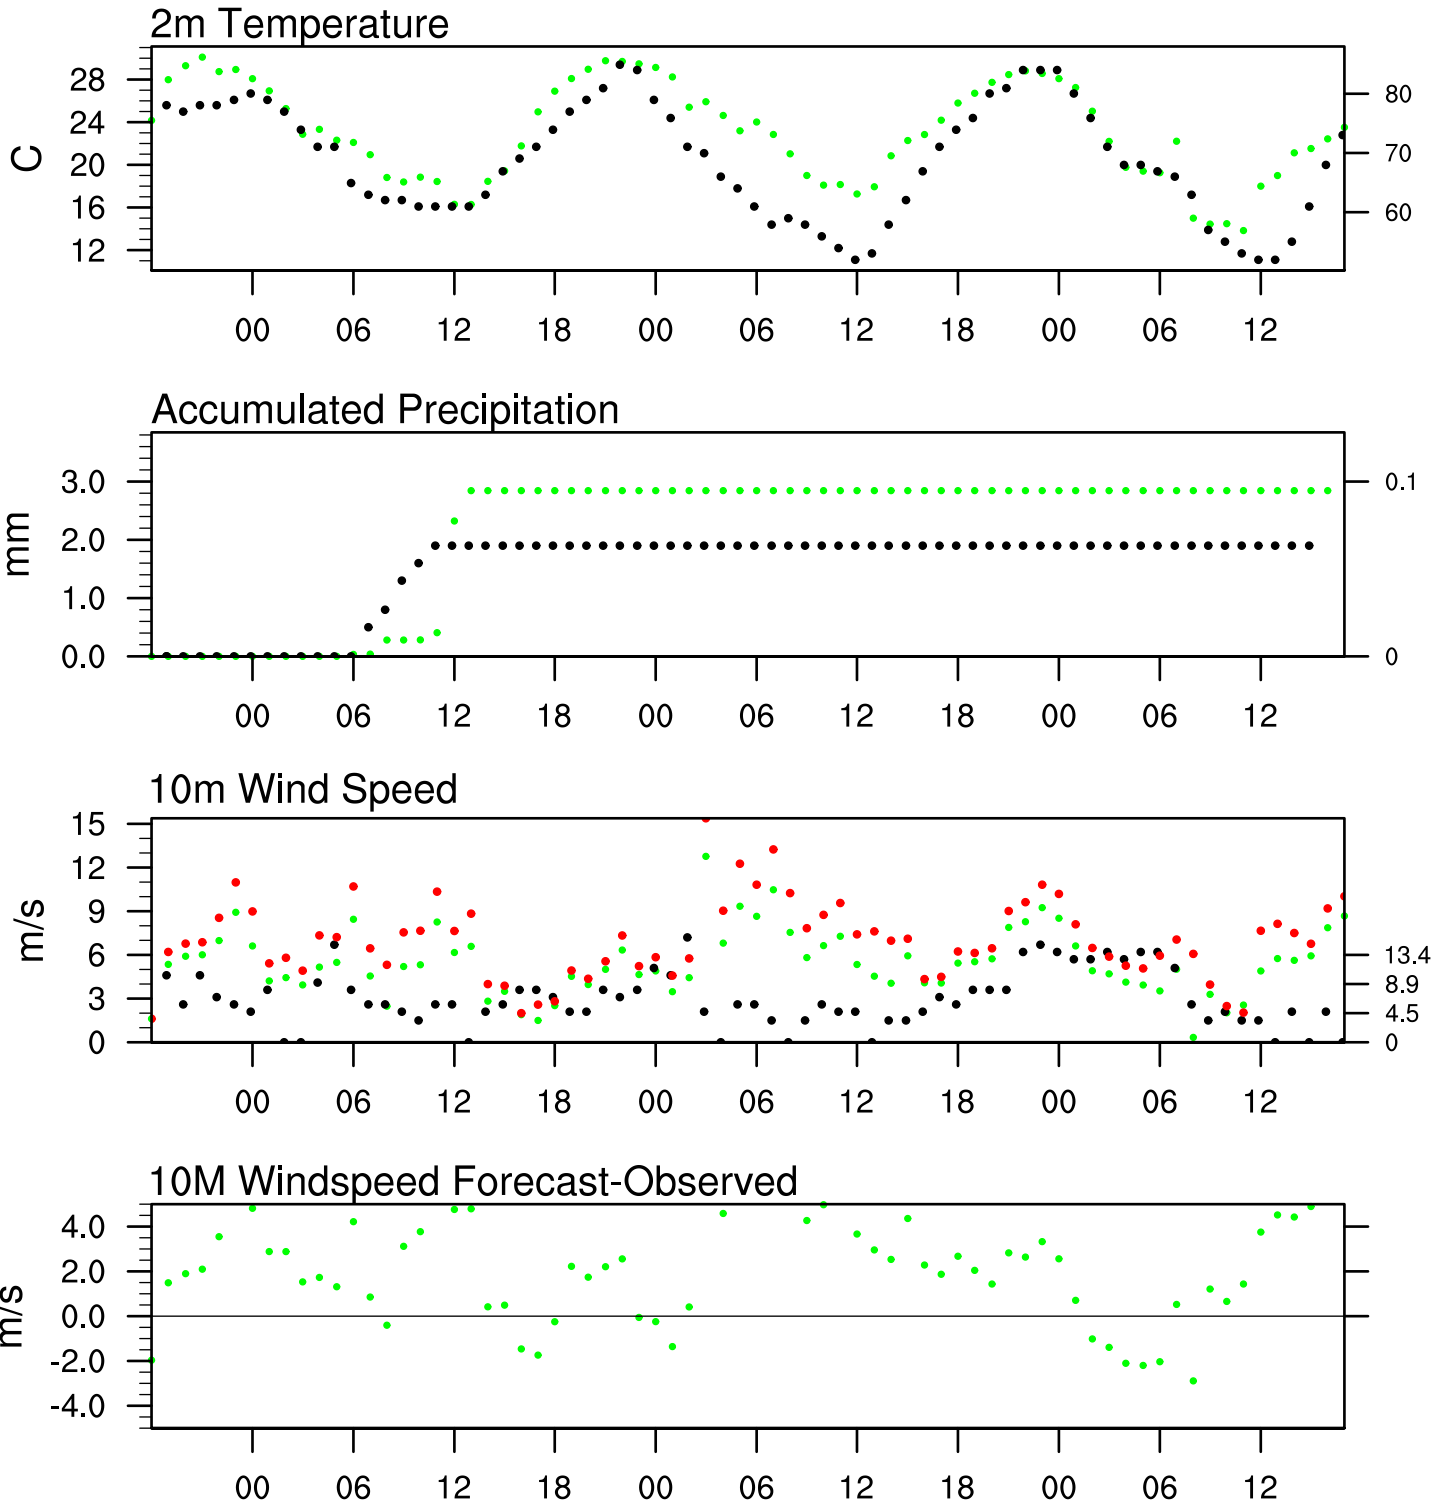 2m Temperature
C
28
24
20
16
12
80
70
60
00 06 12 18 00 06 12 18 00 06 12
Accumulated Precipitation
mm
3.0
2.0
1.0
0.0
0.1
0
00 06 12 18 00 06 12 18 00 06 12
10m Wind Speed
m/s
15
12
9
6
3
0
13.4
8.9
4.5
0
00 06 12 18 00 06 12 18 00 06 12
10M Windspeed Forecast-Observed
m/s
4.0
2.0
0.0
-2.0
-4.0
00 06 12 18 00 06 12 18 00 06 12